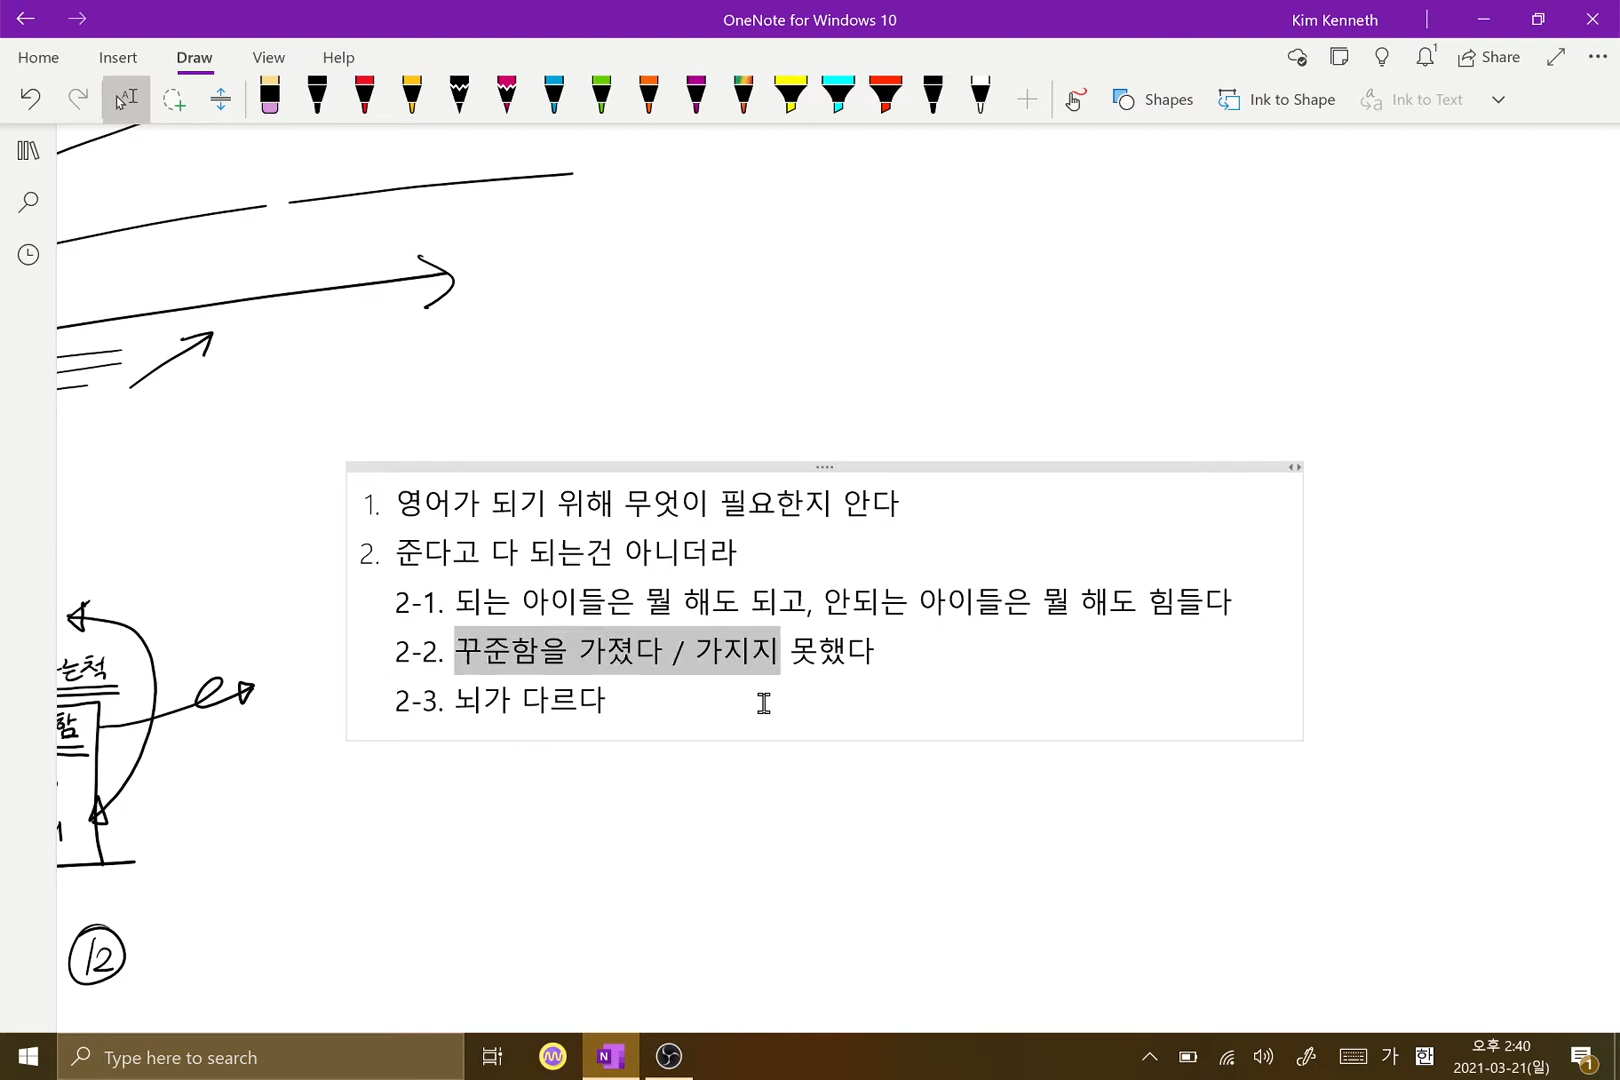 OneNote for Windows 10
Kim Kenneth
Home Insert Draw View Help
Share
Shapes Ink to Shape Ink to Text
1. 영어가 되기 위해 무엇이 필요한지 안다
2. 준다고 다 되는건 아니더라
2-1. 되는 아이들은 뭘 해도 되고, 안되는 아이들은 뭘 해도 힘들다
2-2. 꾸준함을 가졌다 / 가지지 못했다
2-3. 뇌가 다르다
는척
함
12
Type here to search
가
한
오후 2:40
2021-03-21(일)
1